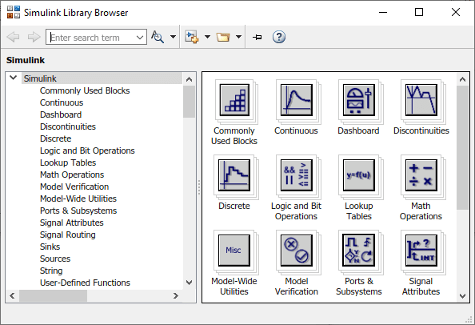 Simulink Library Browser
Enter search term
Simulink
Simulink
Commonly Used Blocks
Continuous
Dashboard
Discontinuities
Discrete
Logic and Bit Operations
Lookup Tables
Math Operations
Model Verification
Model-Wide Utilities
Ports & Subsystems
Signal Attributes
Signal Routing
Sinks
Sources
String
User-Defined Functions
Commonly
Used Blocks
Continuous
Dashboard
Discontinuities
Discrete
&& >=
|| <=
Logic and Bit
Operations
y=f(u)
Lookup
Tables
+ −
÷ ×
Math
Operations
Misc
Model-Wide
Utilities
Model
Verification
Ports &
Subsystems
?
INT
Signal
Attributes